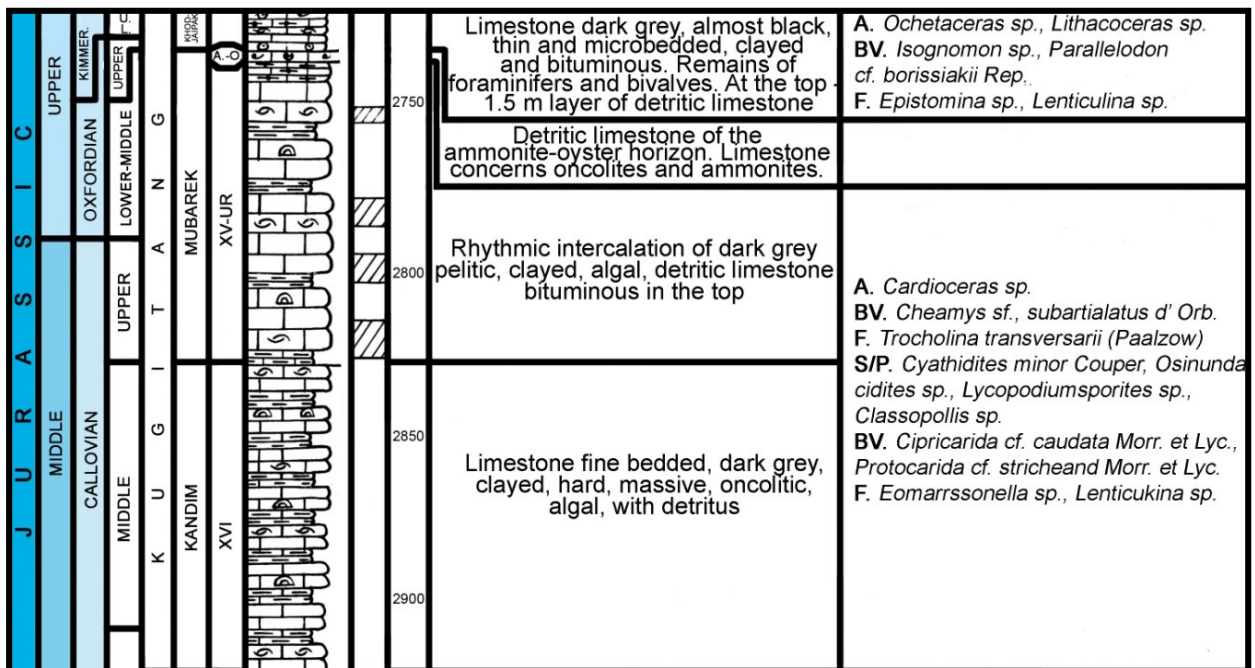 JURASSIC
UPPER
MIDDLE
KIMMER.
OXFORDIAN
CALLOVIAN
UPPER
LOWER-MIDDLE
UPPER
MIDDLE
KUGITANG
KHOD-
JAIPAK
MUBAREK
KANDIM
A.-O
XV-UR
XVI
2750
2800
2850
2900
Limestone dark grey, almost black,
thin and microbedded, clayed
and bituminous. Remains of
foraminifers and bivalves. At the top -
1.5 m layer of detritic limestone
Detritic limestone of the
ammonite-oyster horizon. Limestone
concerns oncolites and ammonites.
Rhythmic intercalation of dark grey
pelitic, clayed, algal, detritic limestone
bituminous in the top
Limestone fine bedded, dark grey,
clayed, hard, massive, oncolitic,
algal, with detritus
A. Ochetaceras sp., Lithacoceras sp.
BV. Isognomon sp., Parallelodon
cf. borissiakii Rep.
F. Epistomina sp., Lenticulina sp.
A. Cardioceras sp.
BV. Cheamys sf., subartialatus d' Orb.
F. Trocholina transversarii (Paalzow)
S/P. Cyathidites minor Couper, Osinunda
cidites sp., Lycopodiumsporites sp.,
Classopollis sp.
BV. Cipricarida cf. caudata Morr. et Lyc.,
Protocarida cf. stricheand Morr. et Lyc.
F. Eomarrssonella sp., Lenticukina sp.